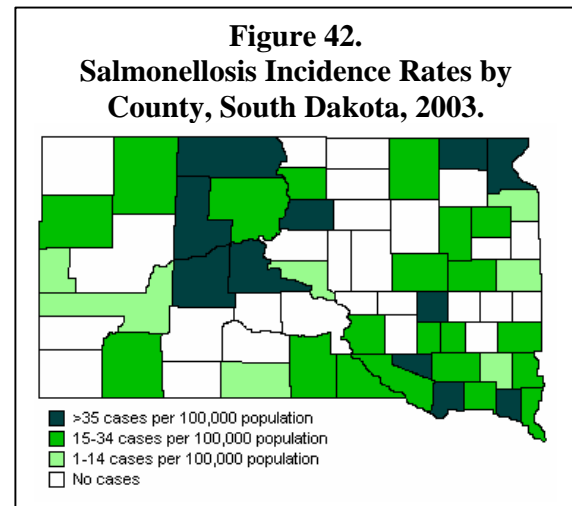 Figure 42.
Salmonellosis Incidence Rates by
County, South Dakota, 2003.
>35 cases per 100,000 population
15-34 cases per 100,000 population
1-14 cases per 100,000 population
No cases